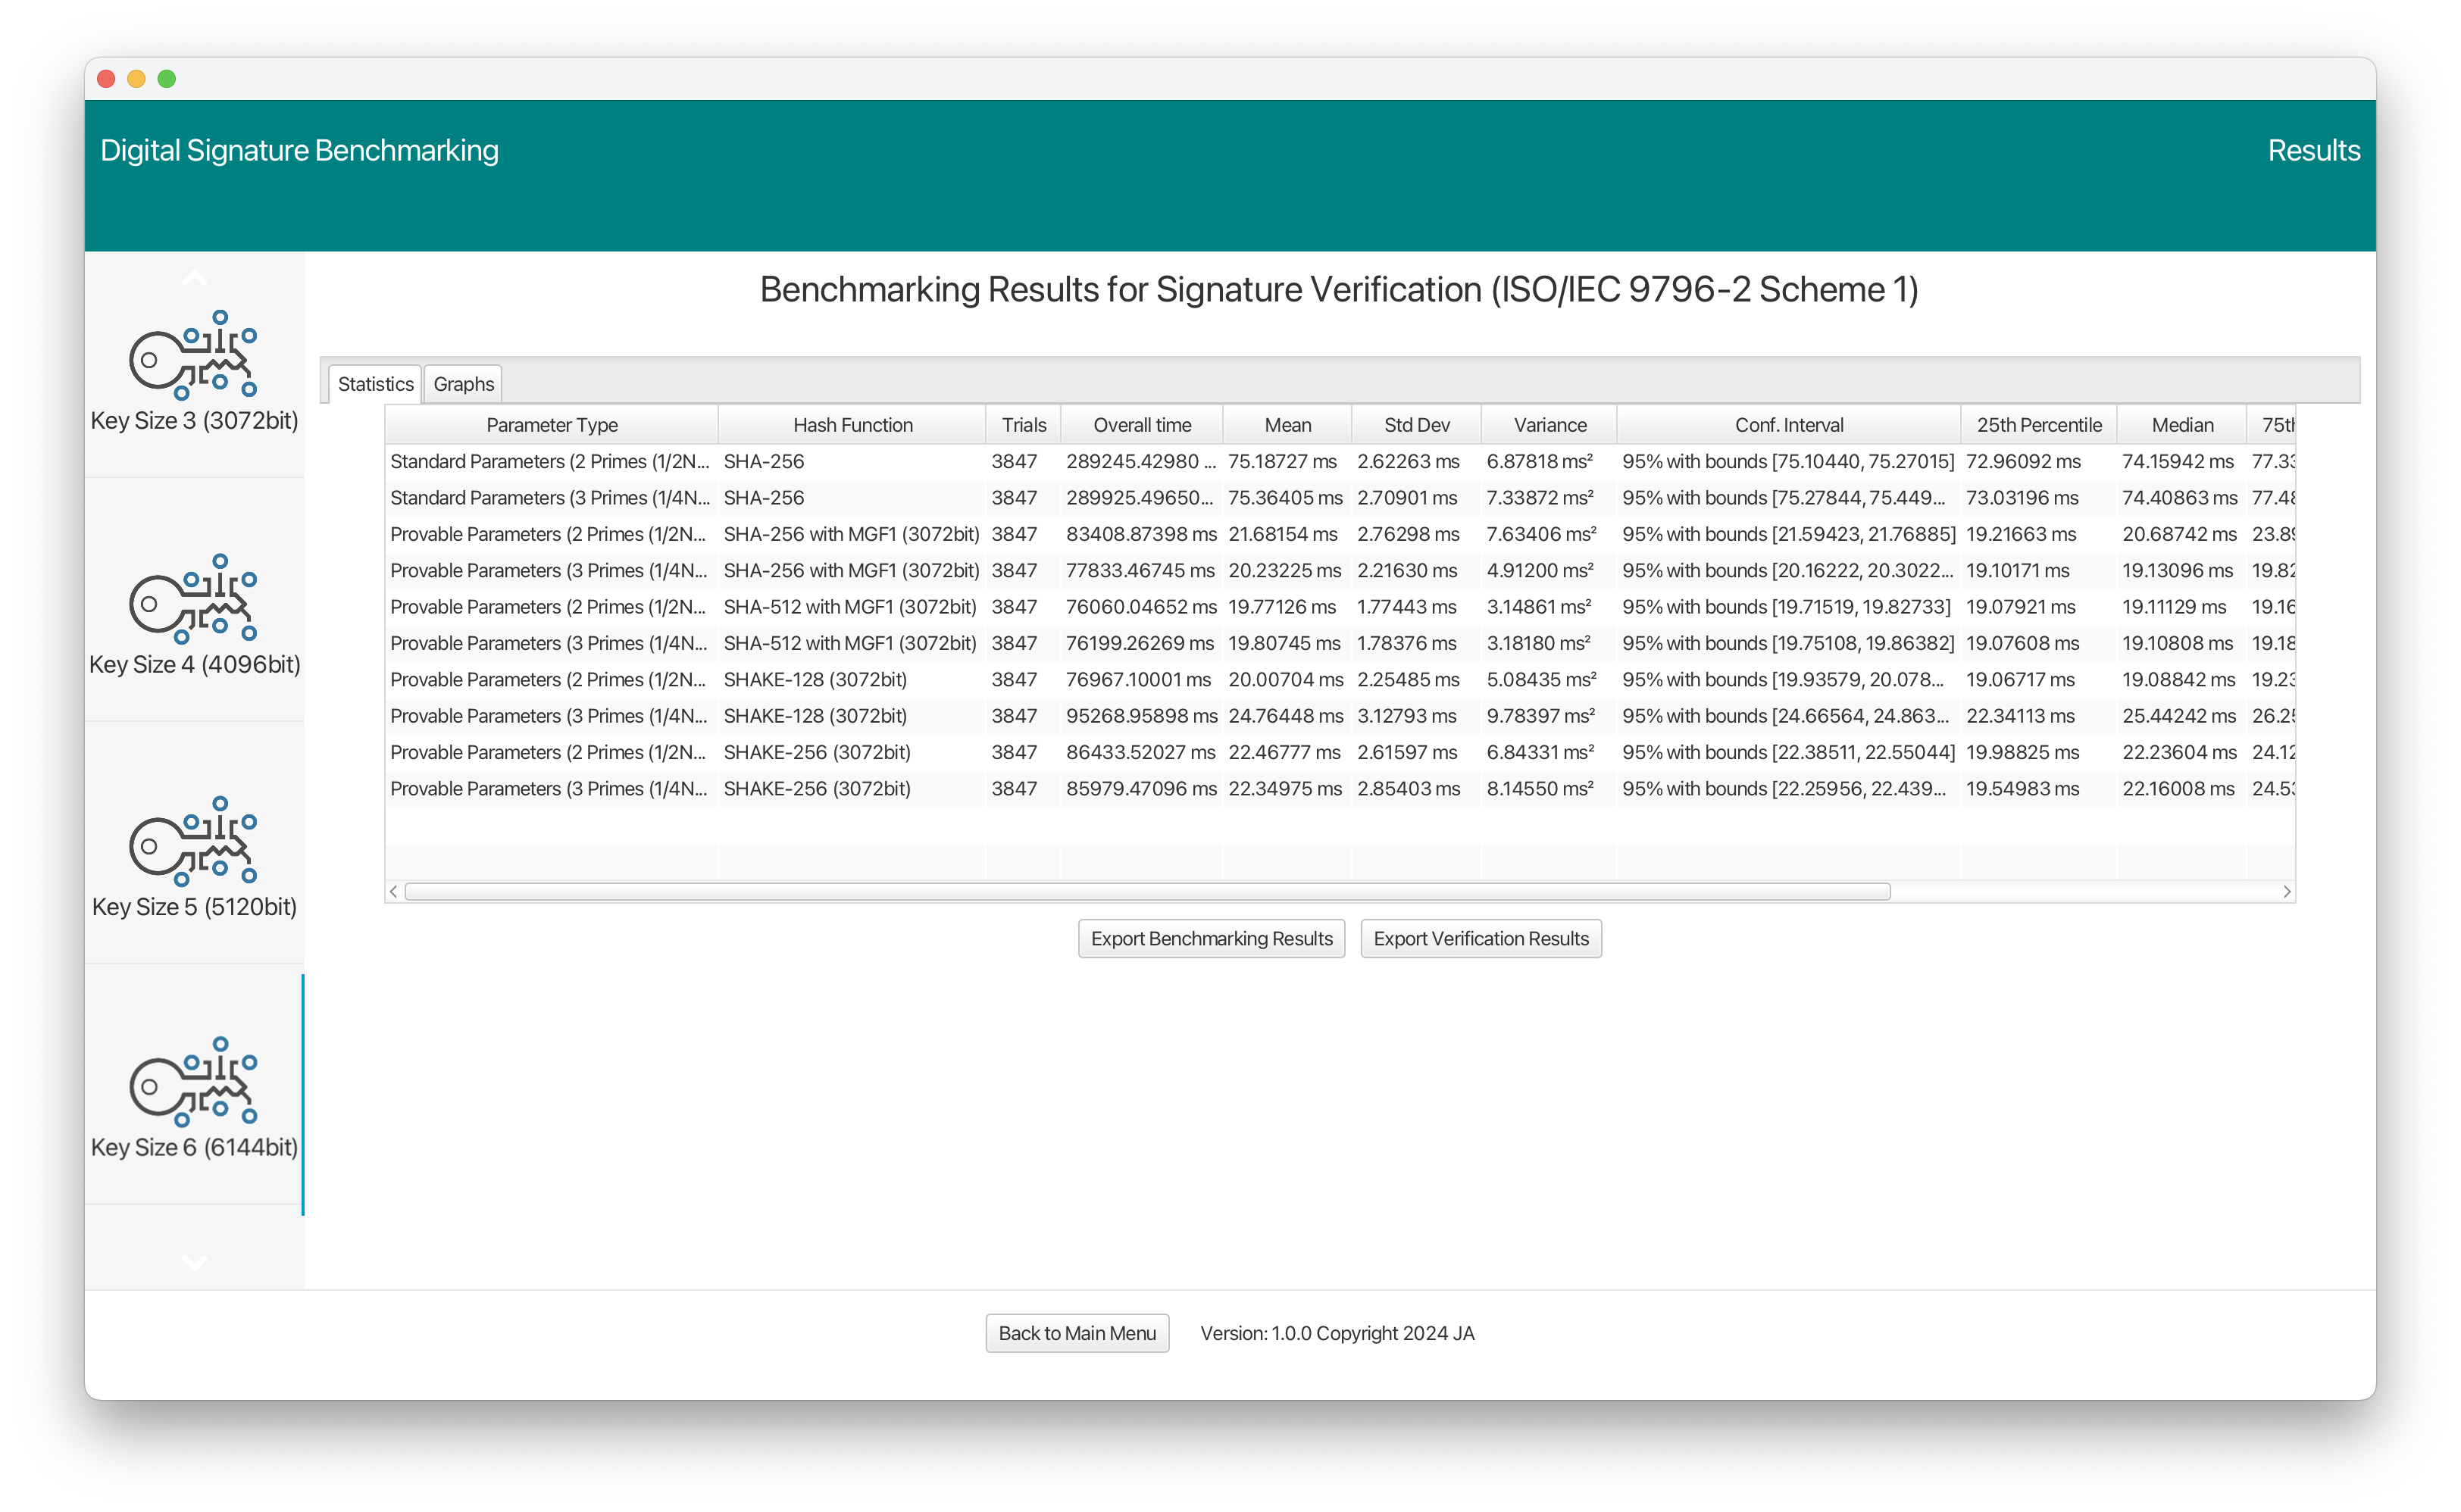 Digital Signature Benchmarking
Results
Key Size 3 (3072bit)
Key Size 4 (4096bit)
Key Size 5 (5120bit)
Key Size 6 (6144bit)
Benchmarking Results for Signature Verification (ISO/IEC 9796-2 Scheme 1)
Statistics Graphs
Parameter Type Hash Function Trials Overall time Mean Std Dev Variance Conf. Interval 25th Percentile Median 75th
Standard Parameters (2 Primes (1/2N... SHA-256 3847 289245.42980 ... 75.18727 ms 2.62263 ms 6.87818 ms² 95% with bounds [75.10440, 75.27015] 72.96092 ms 74.15942 ms 77.33
Standard Parameters (3 Primes (1/4N... SHA-256 3847 289925.49650... 75.36405 ms 2.70901 ms 7.33872 ms² 95% with bounds [75.27844, 75.449... 73.03196 ms 74.40863 ms 77.48
Provable Parameters (2 Primes (1/2N... SHA-256 with MGF1 (3072bit) 3847 83408.87398 ms 21.68154 ms 2.76298 ms 7.63406 ms² 95% with bounds [21.59423, 21.76885] 19.21663 ms 20.68742 ms 23.89
Provable Parameters (3 Primes (1/4N... SHA-256 with MGF1 (3072bit) 3847 77833.46745 ms 20.23225 ms 2.21630 ms 4.91200 ms² 95% with bounds [20.16222, 20.3022... 19.10171 ms 19.13096 ms 19.82
Provable Parameters (2 Primes (1/2N... SHA-512 with MGF1 (3072bit) 3847 76060.04652 ms 19.77126 ms 1.77443 ms 3.14861 ms² 95% with bounds [19.71519, 19.82733] 19.07921 ms 19.11129 ms 19.16
Provable Parameters (3 Primes (1/4N... SHA-512 with MGF1 (3072bit) 3847 76199.26269 ms 19.80745 ms 1.78376 ms 3.18180 ms² 95% with bounds [19.75108, 19.86382] 19.07608 ms 19.10808 ms 19.18
Provable Parameters (2 Primes (1/2N... SHAKE-128 (3072bit) 3847 76967.10001 ms 20.00704 ms 2.25485 ms 5.08435 ms² 95% with bounds [19.93579, 20.078... 19.06717 ms 19.08842 ms 19.23
Provable Parameters (3 Primes (1/4N... SHAKE-128 (3072bit) 3847 95268.95898 ms 24.76448 ms 3.12793 ms 9.78397 ms² 95% with bounds [24.66564, 24.863... 22.34113 ms 25.44242 ms 26.25
Provable Parameters (2 Primes (1/2N... SHAKE-256 (3072bit) 3847 86433.52027 ms 22.46777 ms 2.61597 ms 6.84331 ms² 95% with bounds [22.38511, 22.55044] 19.98825 ms 22.23604 ms 24.12
Provable Parameters (3 Primes (1/4N... SHAKE-256 (3072bit) 3847 85979.47096 ms 22.34975 ms 2.85403 ms 8.14550 ms² 95% with bounds [22.25956, 22.439... 19.54983 ms 22.16008 ms 24.53
Export Benchmarking Results Export Verification Results
Back to Main Menu Version: 1.0.0 Copyright 2024 JA